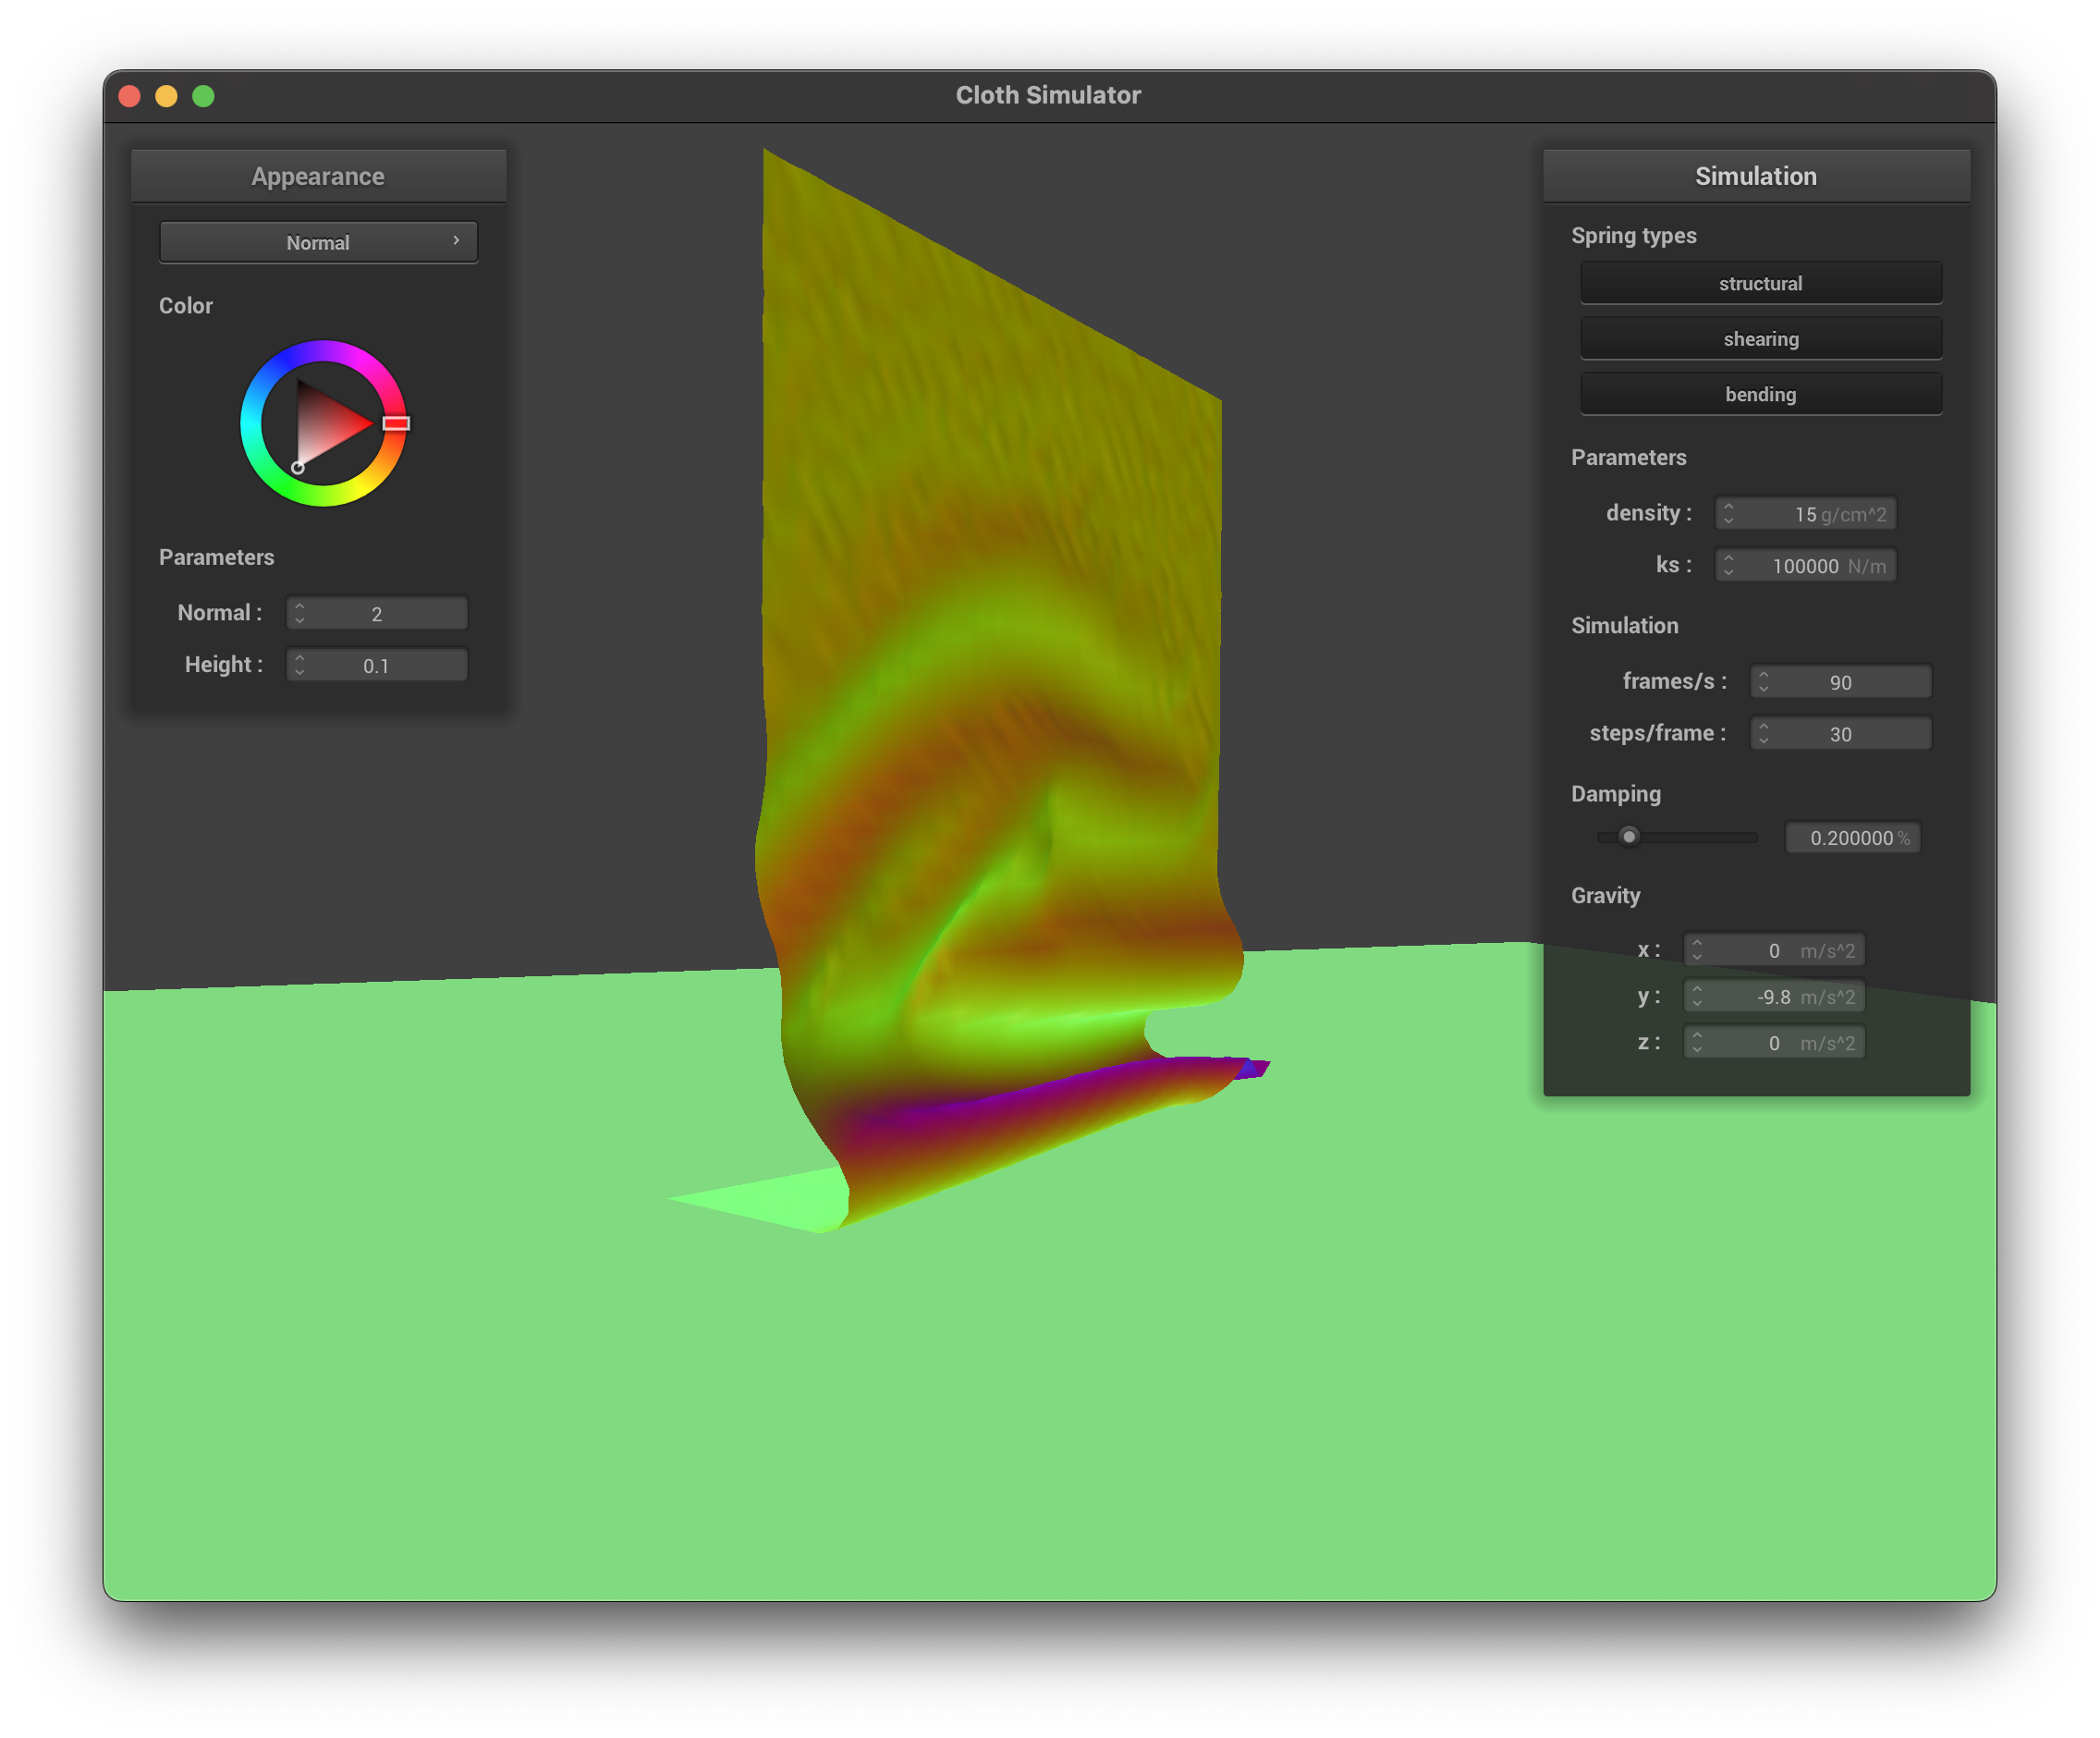 Cloth Simulator
Appearance
Normal
Color
Parameters
Normal :
2
Height :
0.1
Simulation
Spring types
structural
shearing
bending
Parameters
density :
15 g/cm^2
ks :
100000 N/m
Simulation
frames/s :
90
steps/frame :
30
Damping
0.200000 %
Gravity
x :
0 m/s^2
y :
-9.8 m/s^2
z :
0 m/s^2